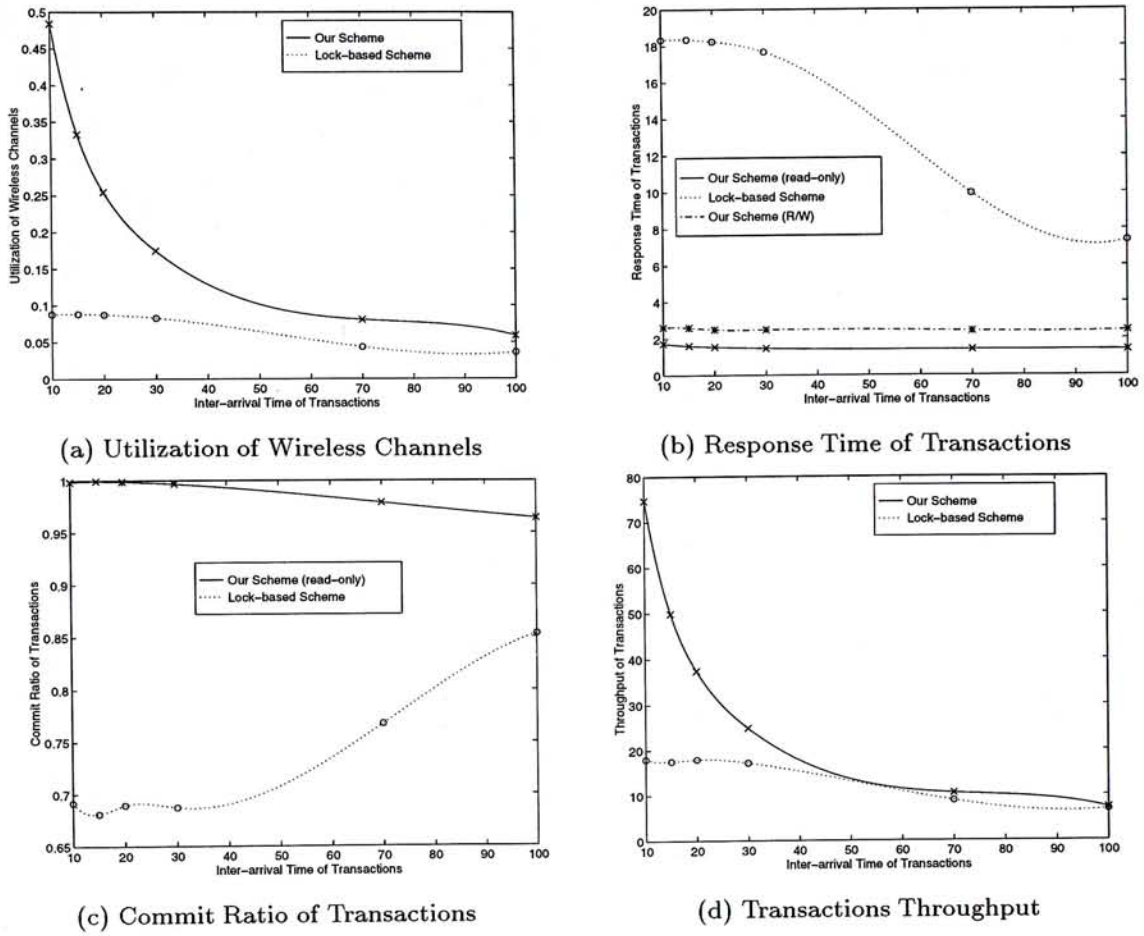 0.5
0.45
0.4
0.35
0.3
0.25
0.2
0.15
0.1
0.05
0
Utilization of Wireless Channels
Our Scheme
Lock-based Scheme
10 20 30 40 50 60 70 80 90 100
Inter-arrival Time of Transactions
(a) Utilization of Wireless Channels
20
18
16
14
12
10
8
6
4
2
0
Response Time of Transactions
Our Scheme (read-only)
Lock-based Scheme
Our Scheme (R/W)
10 20 30 40 50 60 70 80 90 100
Inter-arrival Time of Transactions
(b) Response Time of Transactions
1
0.95
0.9
0.85
0.8
0.75
0.7
0.65
Commit Ratio of Transactions
Our Scheme (read-only)
Lock-based Scheme
10 20 30 40 50 60 70 80 90 100
Inter-arrival Time of Transactions
(c) Commit Ratio of Transactions
80
70
60
50
40
30
20
10
0
Throughput of Transactions
Our Scheme
Lock-based Scheme
10 20 30 40 50 60 70 80 90 100
Inter-arrival Time of Transactions
(d) Transactions Throughput